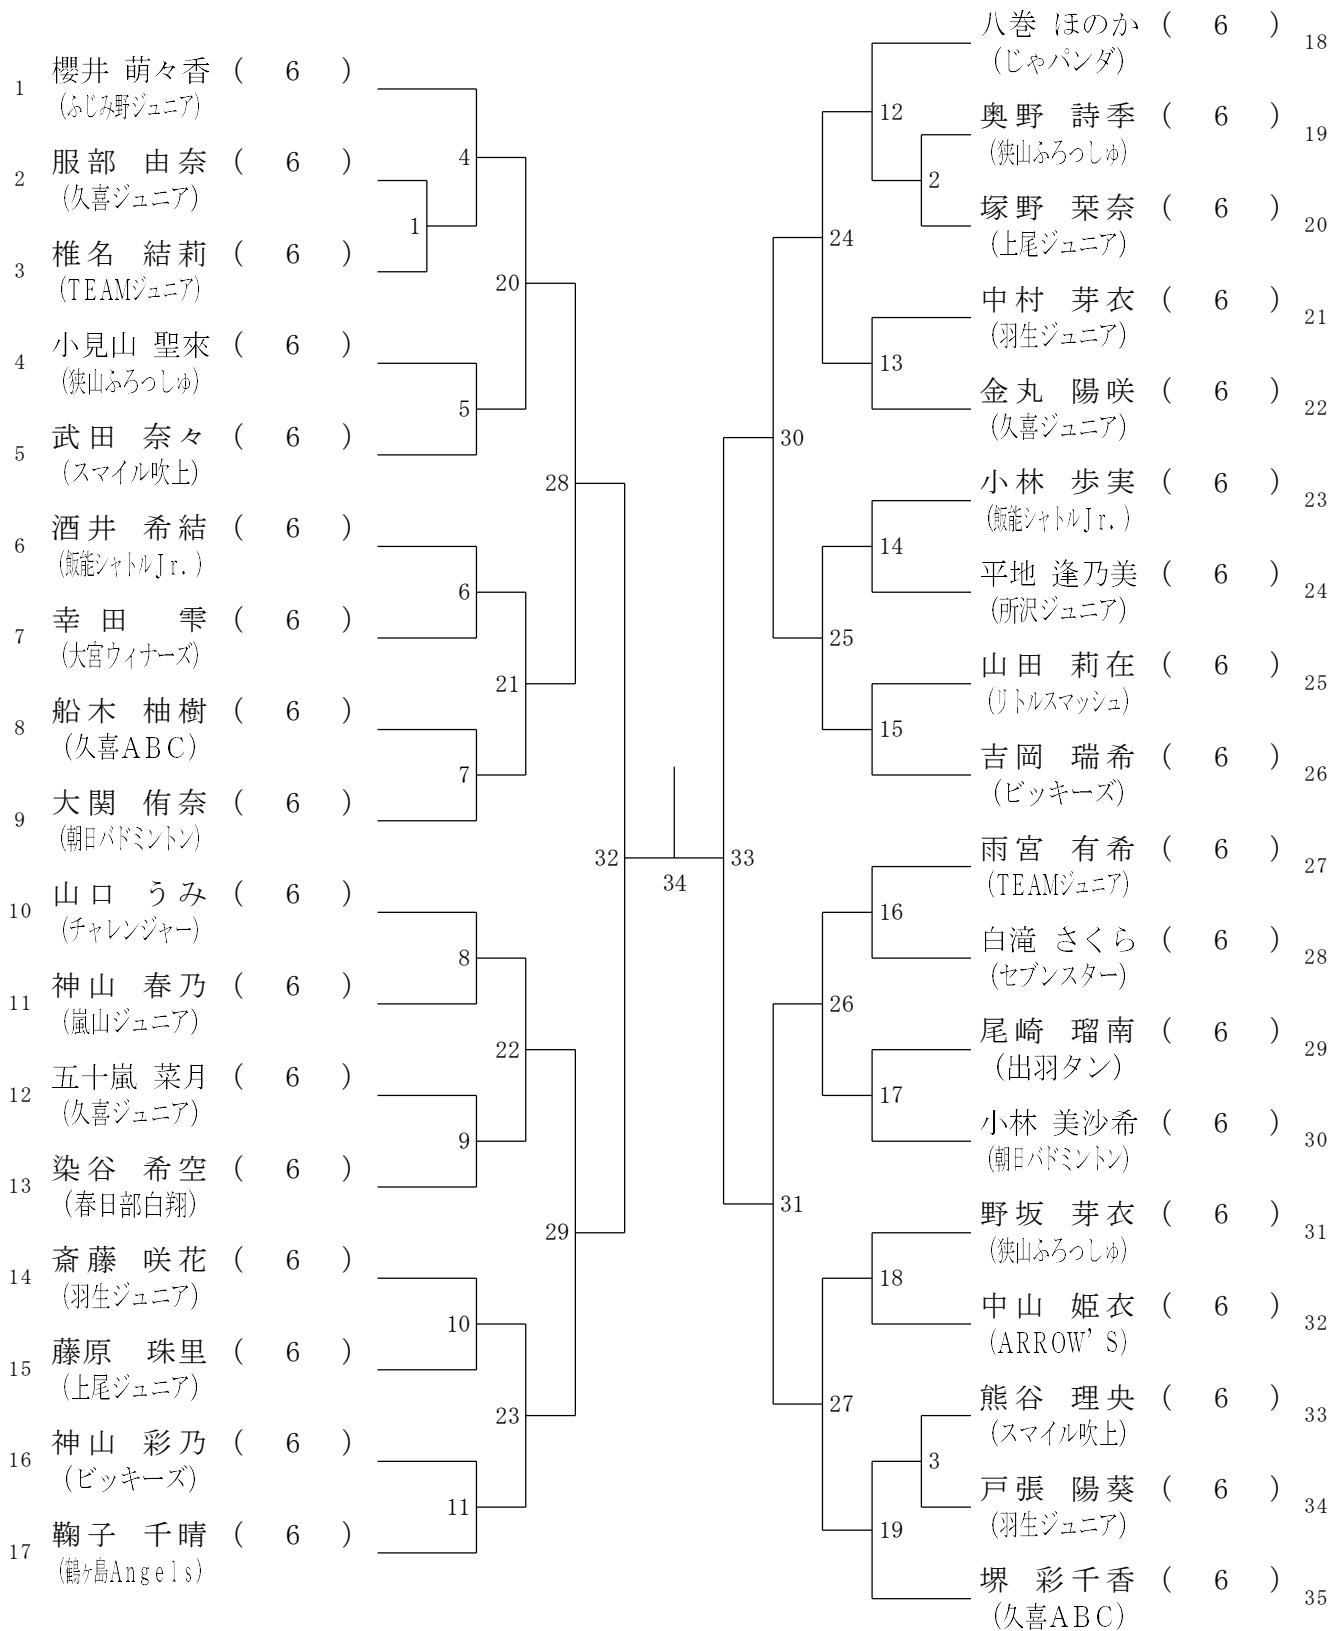 1 櫻井 萌々香 ( 6 )
(ふじみ野ジュニア)
2 服部 由奈 ( 6 )
(久喜ジュニア)
3 椎名 結莉 ( 6 )
(TEAMジュニア)
4 小見山 聖來 ( 6 )
(狭山ふろっしゅ)
5 武田 奈々 ( 6 )
(スマイル吹上)
6 酒井 希結 ( 6 )
(飯能シャトルJr.)
7 幸田 雫 ( 6 )
(大宮ウィナーズ)
8 船木 柚樹 ( 6 )
(久喜ABC)
9 大関 侑奈 ( 6 )
(朝日バドミントン)
10 山口 うみ ( 6 )
(チャレンジャー)
11 神山 春乃 ( 6 )
(嵐山ジュニア)
12 五十嵐 菜月 ( 6 )
(久喜ジュニア)
13 染谷 希空 ( 6 )
(春日部白翔)
14 斎藤 咲花 ( 6 )
(羽生ジュニア)
15 藤原 珠里 ( 6 )
(上尾ジュニア)
16 神山 彩乃 ( 6 )
(ビッキーズ)
17 鞠子 千晴 ( 6 )
(鶴ヶ島Angels)
1
4
5
6
7
8
9
10
11
20
21
22
23
28
29
32
34
33
30
31
24
25
26
27
12
13
14
15
16
17
18
19
2
3
八巻 ほのか ( 6 ) 18
(じゃパンダ)
奥野 詩季 ( 6 ) 19
(狭山ふろっしゅ)
塚野 栞奈 ( 6 ) 20
(上尾ジュニア)
中村 芽衣 ( 6 ) 21
(羽生ジュニア)
金丸 陽咲 ( 6 ) 22
(久喜ジュニア)
小林 歩実 ( 6 ) 23
(飯能シャトルJr.)
平地 逢乃美 ( 6 ) 24
(所沢ジュニア)
山田 莉在 ( 6 ) 25
(リトルスマッシュ)
吉岡 瑞希 ( 6 ) 26
(ビッキーズ)
雨宮 有希 ( 6 ) 27
(TEAMジュニア)
白滝 さくら ( 6 ) 28
(セブンスター)
尾崎 瑠南 ( 6 ) 29
(出羽タン)
小林 美沙希 ( 6 ) 30
(朝日バドミントン)
野坂 芽衣 ( 6 ) 31
(狭山ふろっしゅ)
中山 姫衣 ( 6 ) 32
(ARROW'S)
熊谷 理央 ( 6 ) 33
(スマイル吹上)
戸張 陽葵 ( 6 ) 34
(羽生ジュニア)
堺 彩千香 ( 6 ) 35
(久喜ABC)